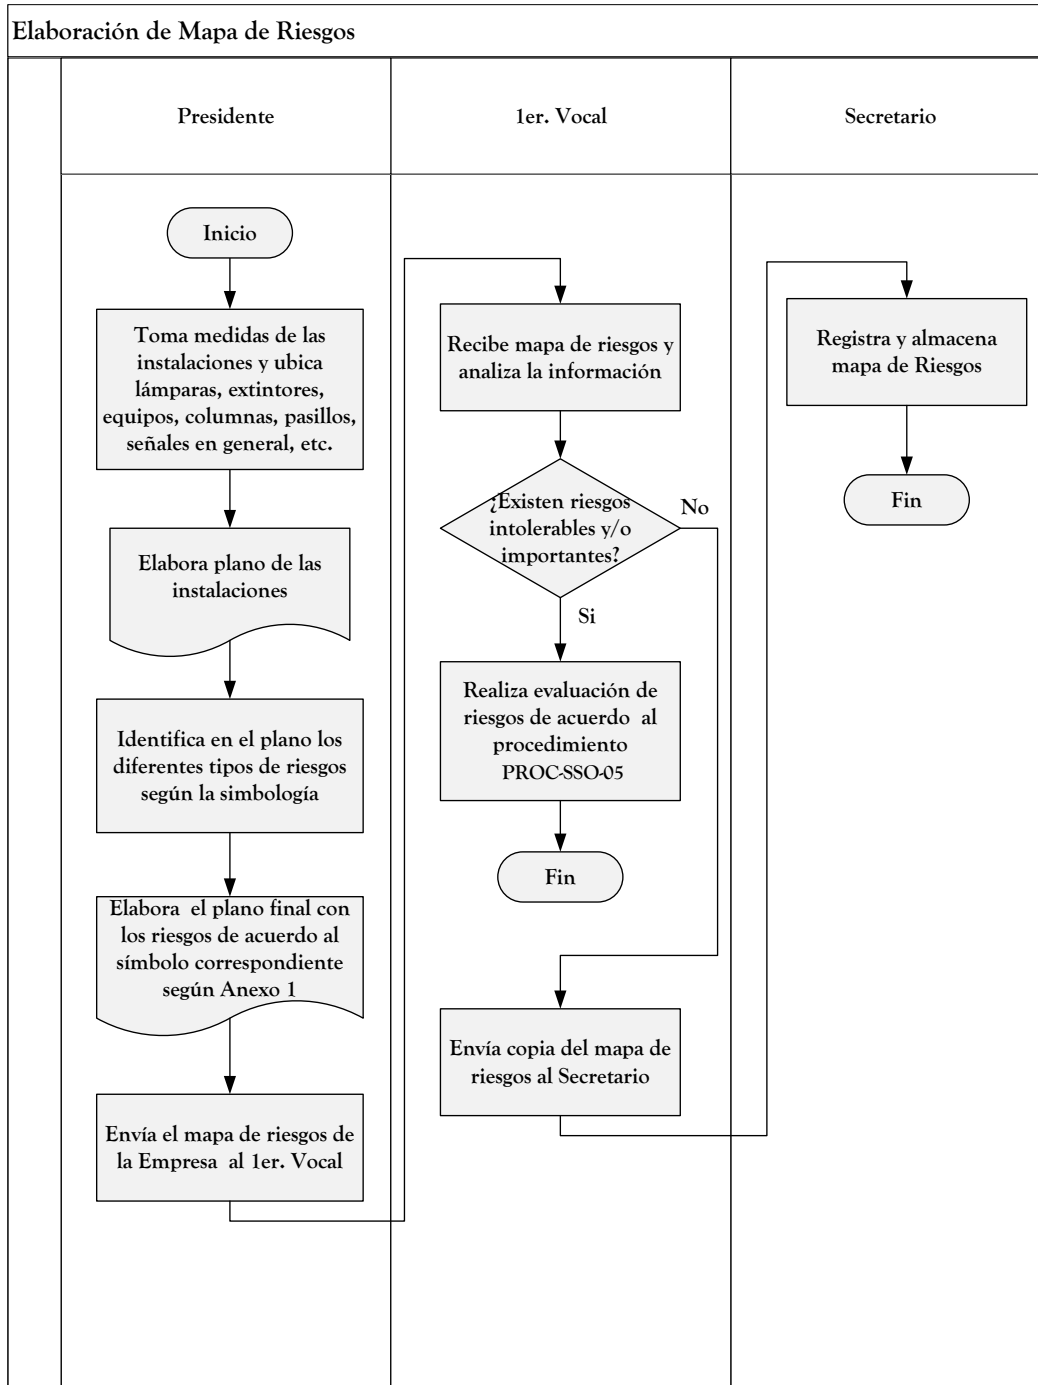 Elaboración de Mapa de Riesgos
Presidente
1er. Vocal
Secretario
Inicio
Toma medidas de las
instalaciones y ubica
lámparas, extintores,
equipos, columnas, pasillos,
señales en general, etc.
Elabora plano de las
instalaciones
Identifica en el plano los
diferentes tipos de riesgos
según la simbología
Elabora el plano final con
los riesgos de acuerdo al
símbolo correspondiente
según Anexo 1
Envía el mapa de riesgos de
la Empresa al 1er. Vocal
Recibe mapa de riesgos y
analiza la información
¿Existen riesgos
intolerables y/o
importantes?
No
Si
Realiza evaluación de
riesgos de acuerdo al
procedimiento
PROC-SSO-05
Fin
Envía copia del mapa de
riesgos al Secretario
Registra y almacena
mapa de Riesgos
Fin